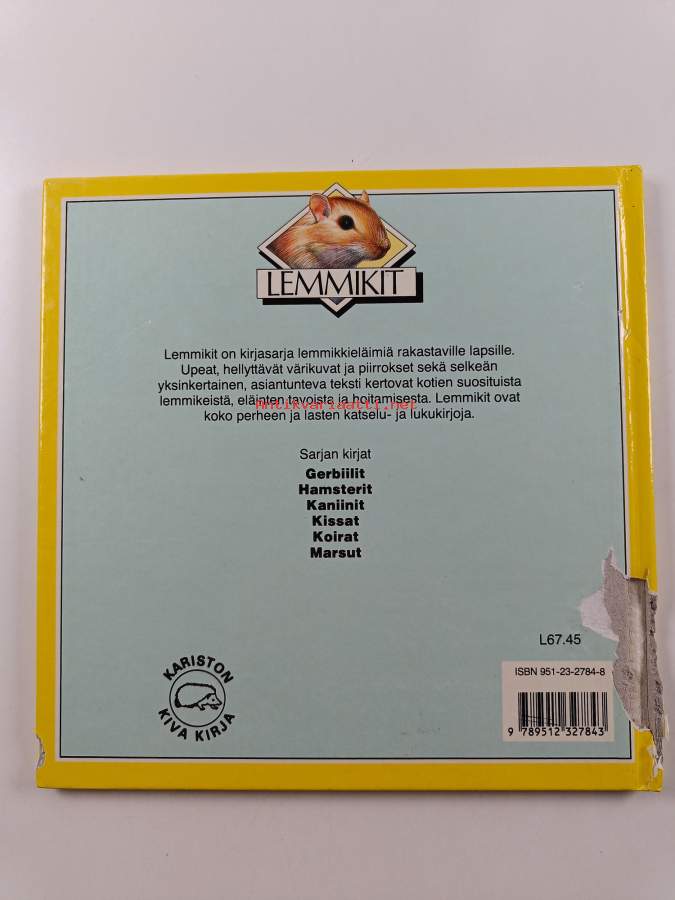 LEMMIKIT
Lemmikit on kirjasarja lemmikkieläimiä rakastaville lapsille.
Upeat, hellyttävät värikuvat ja piirrokset sekä selkeän
yksinkertainen, asiantunteva teksti kertovat kotien suosituista
lemmikeistä, eläinten tavoista ja hoitamisesta. Lemmikit ovat
Antikvariaatti.net
koko perheen ja lasten katselu- ja lukukirjoja.
Sarjan kirjat
Gerbiilit
Hamsterit
Kaniinit
Kissat
Koirat
Marsut
L67.45
ISBN 951-23-2784-8
9 789512 327843
KARISTON
KIVA KIRJA